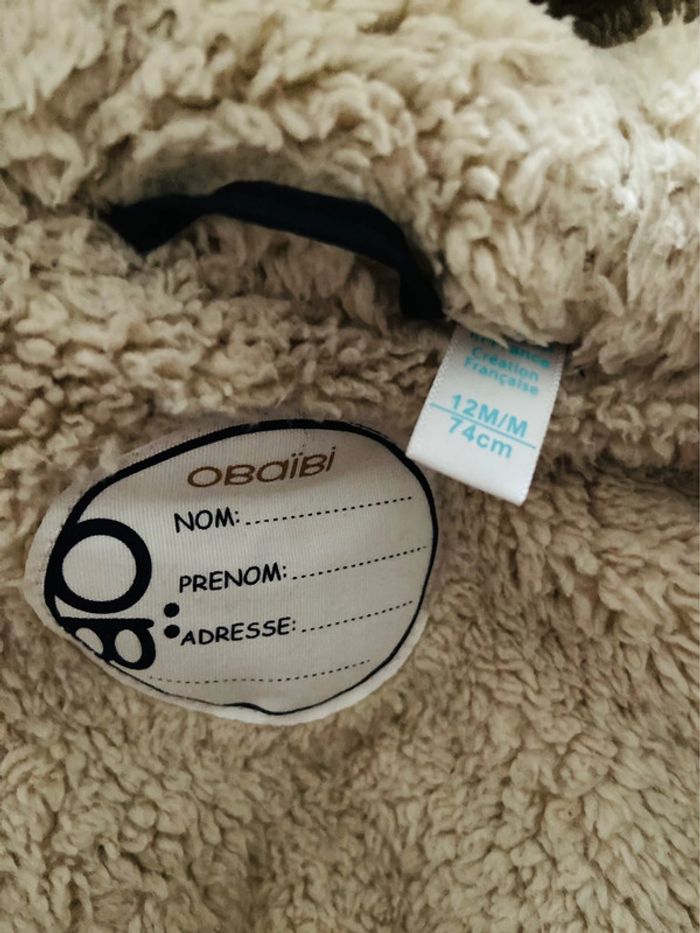 Création
Française
12M/M
74cm
OBaïBi
NOM:
PRENOM:
ADRESSE: